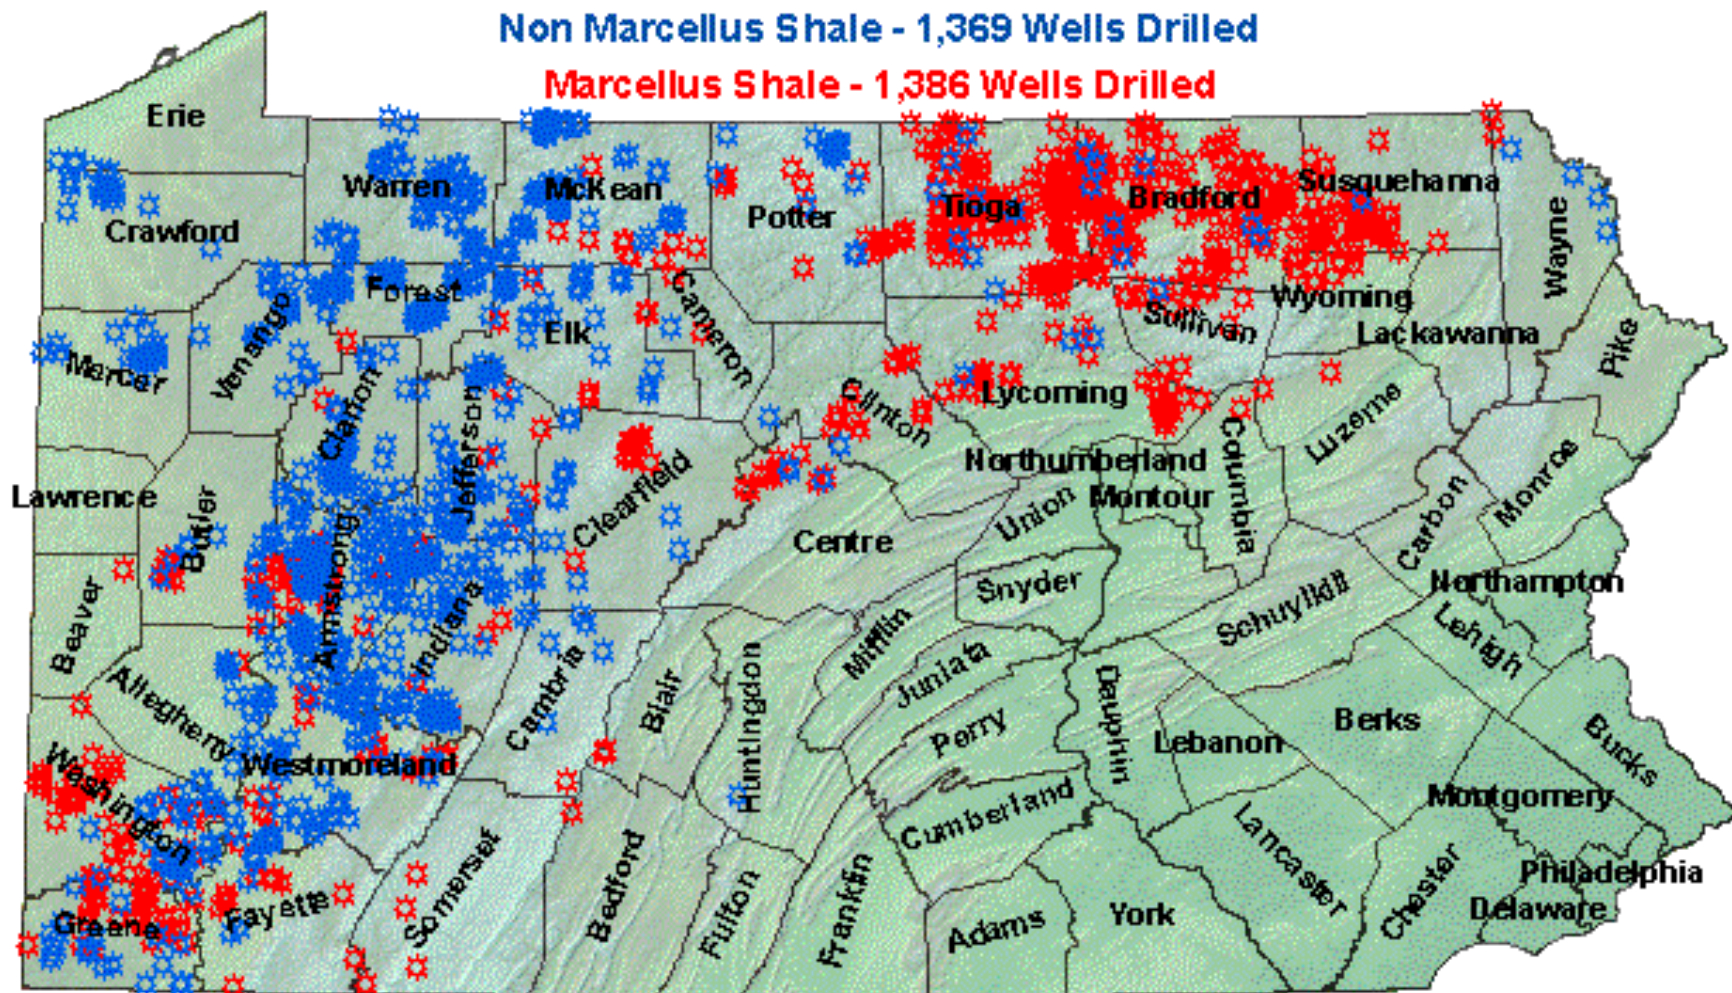 Non Marcellus Shale - 1,369 Wells Drilled
Marcellus Shale - 1,386 Wells Drilled
Erie
Warren
McKean
Potter
Tioga
Bradford
Susquehanna
Wayne
Crawford
Forest
Venango
Elk
Cameron
Sullivan
Wyoming
Lackawanna
Pike
Mercer
Clarion
Jefferson
Clinton
Lycoming
Luzerne
Columbia
Northumberland
Montour
Monroe
Carbon
Lawrence
Butler
Armstrong
Clearfield
Centre
Union
Snyder
Northampton
Lehigh
Schuylkill
Beaver
Indiana
Mifflin
Juniata
Allegheny
Cambria
Blair
Huntingdon
Perry
Dauphin
Lebanon
Berks
Bucks
Washington
Westmoreland
Cumberland
Lancaster
Montgomery
Philadelphia
Delaware
Chester
Greene
Fayette
Somerset
Bedford
Fulton
Franklin
Adams
York